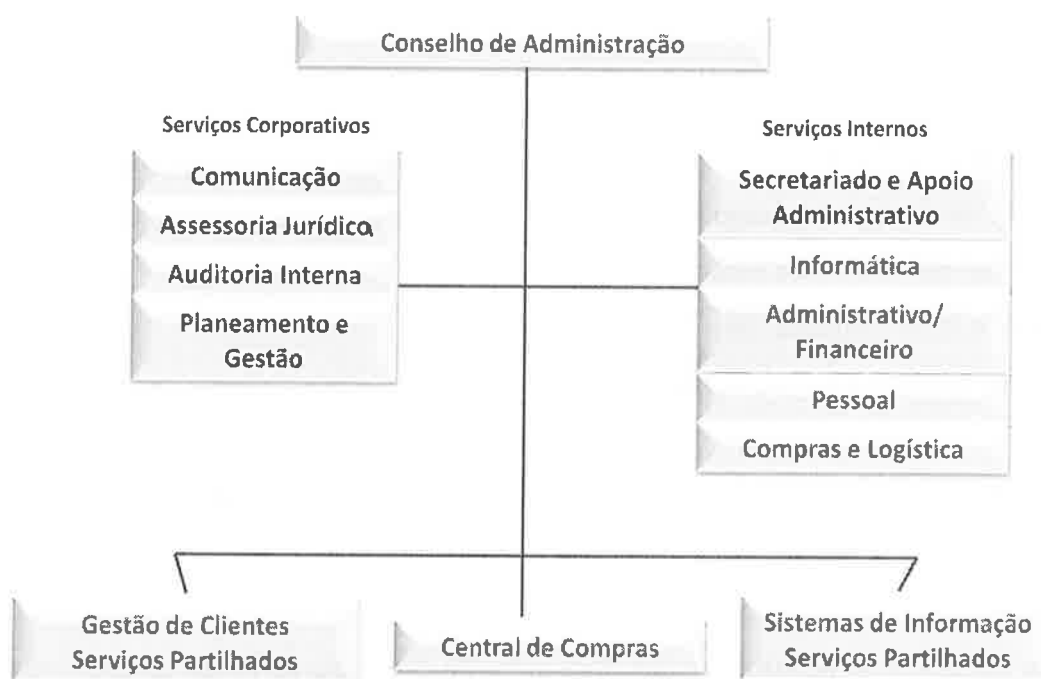 Conselho de Administração
Serviços Corporativos
Comunicação
Assessoria Jurídica
Auditoria Interna
Planeamento e
Gestão
Serviços Internos
Secretariado e Apoio
Administrativo
Informática
Administrativo/
Financeiro
Pessoal
Compras e Logística
Gestão de Clientes
Serviços Partilhados
Central de Compras
Sistemas de Informação
Serviços Partilhados